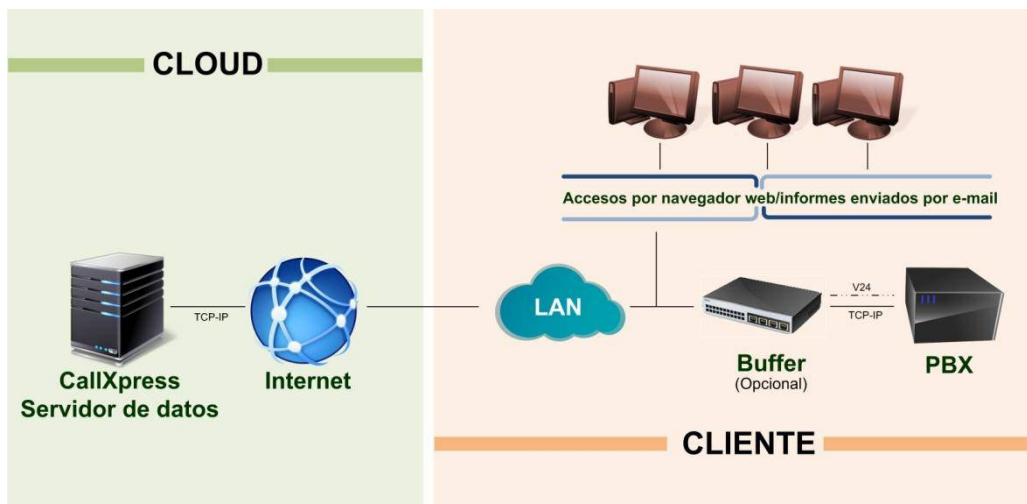 CLOUD
Accesos por navegador web/informes enviados por e-mail
TCP-IP
CallXpress
Servidor de datos
Internet
LAN
V24
TCP-IP
Buffer
(Opcional)
PBX
CLIENTE